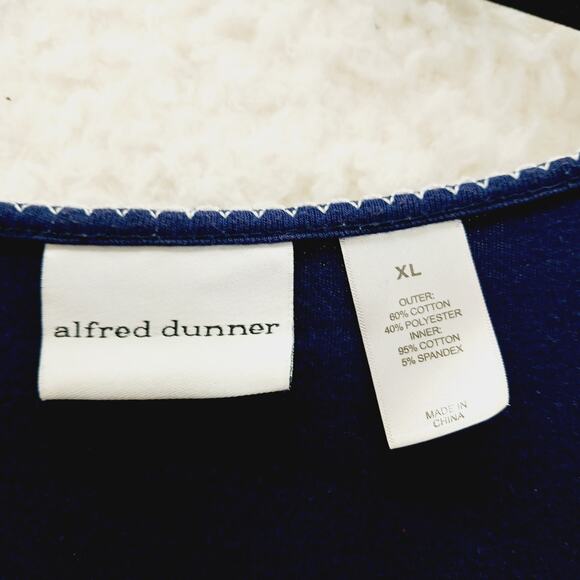 alfred dunner
XL
OUTER:
60% COTTON
40% POLYESTER
INNER:
95% COTTON
5% SPANDEX
MADE IN
CHINA